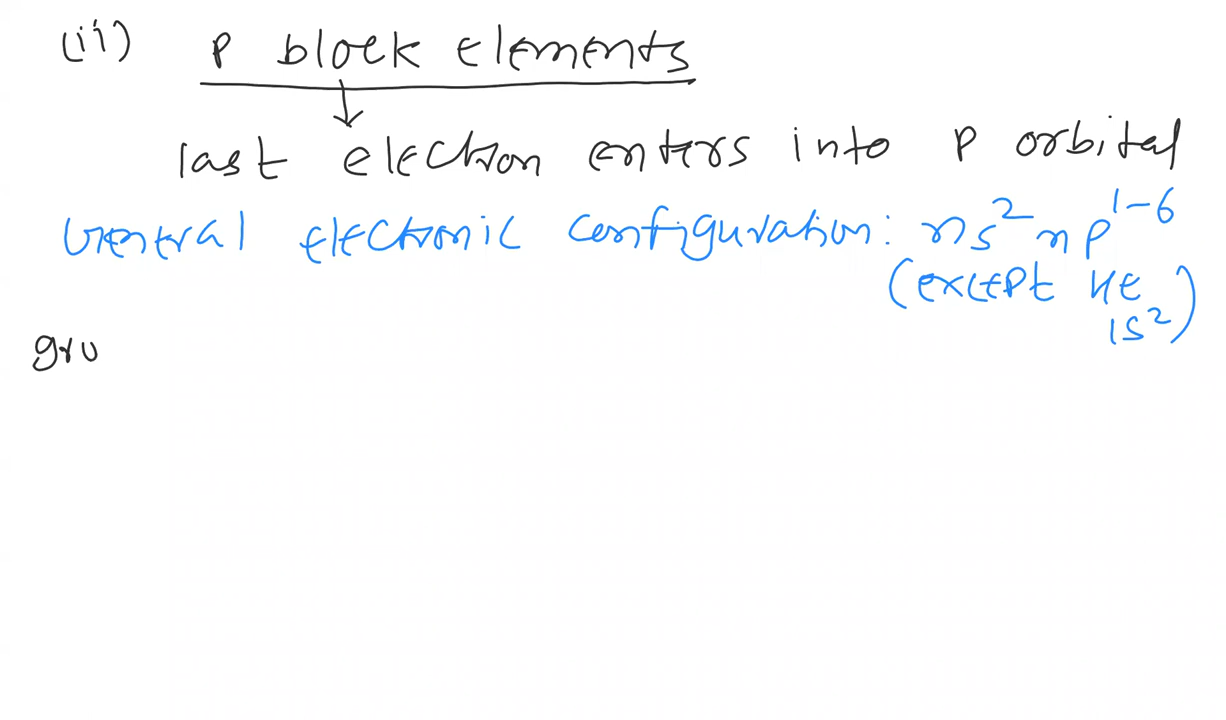 (ii) p block elements
last electron enters into p orbital
General electronic configuration: ns² np¹⁻⁶
(except He
1s²)
gru